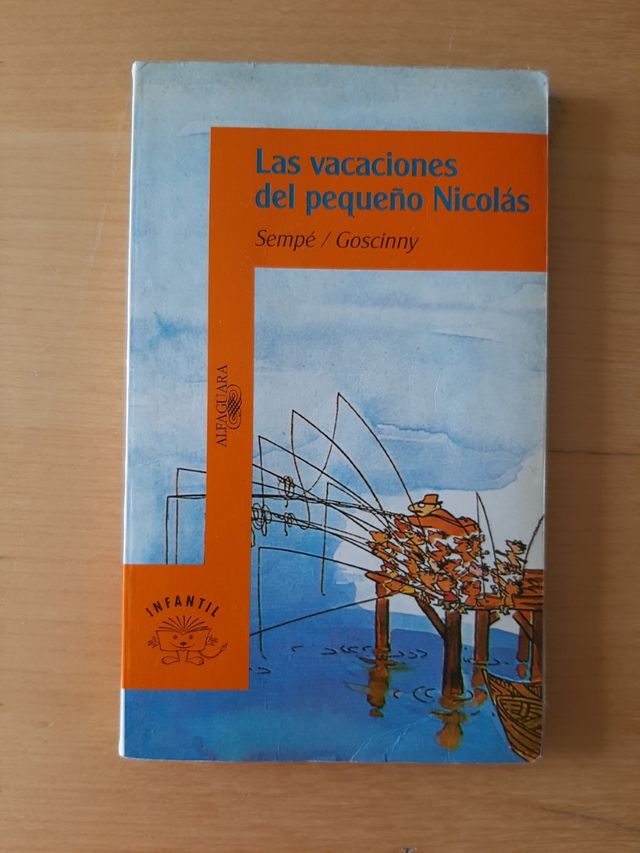 Las vacaciones
del pequeño Nicolás
Sempé / Goscinny
ALFAGUARA
INFANTIL